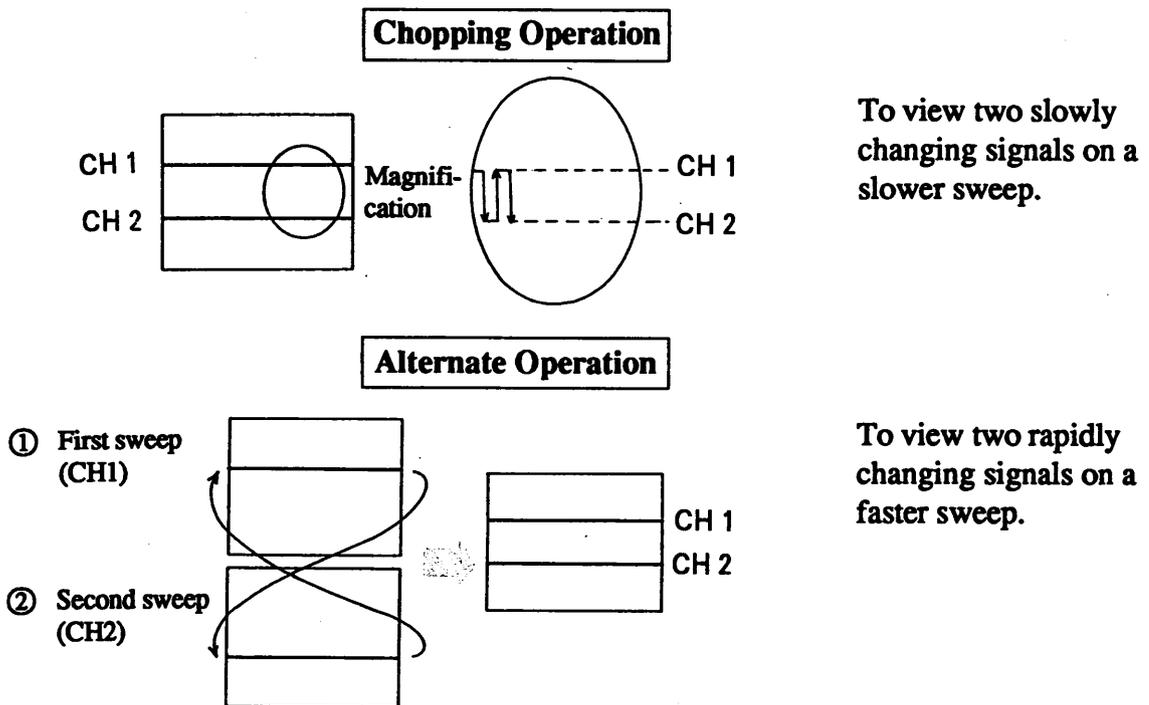 Chopping Operation
CH 1
CH 2
Magnifi-
cation
CH 1
CH 2
To view two slowly
changing signals on a
slower sweep.
Alternate Operation
① First sweep
(CH1)
② Second sweep
(CH2)
CH 1
CH 2
To view two rapidly
changing signals on a
faster sweep.